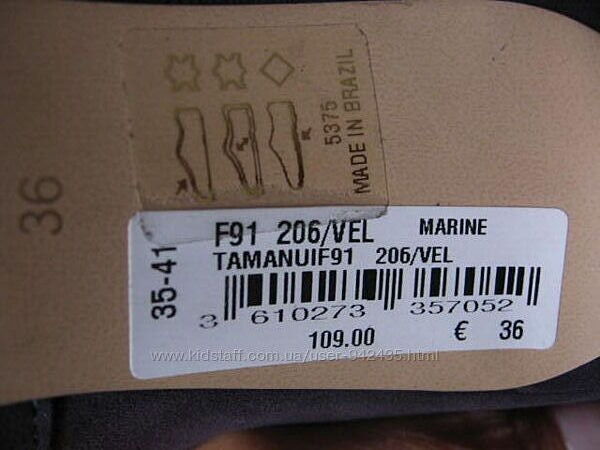 36
5375
MADE IN BRAZIL
35-41
F91 206/VEL MARINE
TAMANUIF91 206/VEL
3 610273 357052
109.00 € 36
www.kidstaff.com.ua/user-942495.html